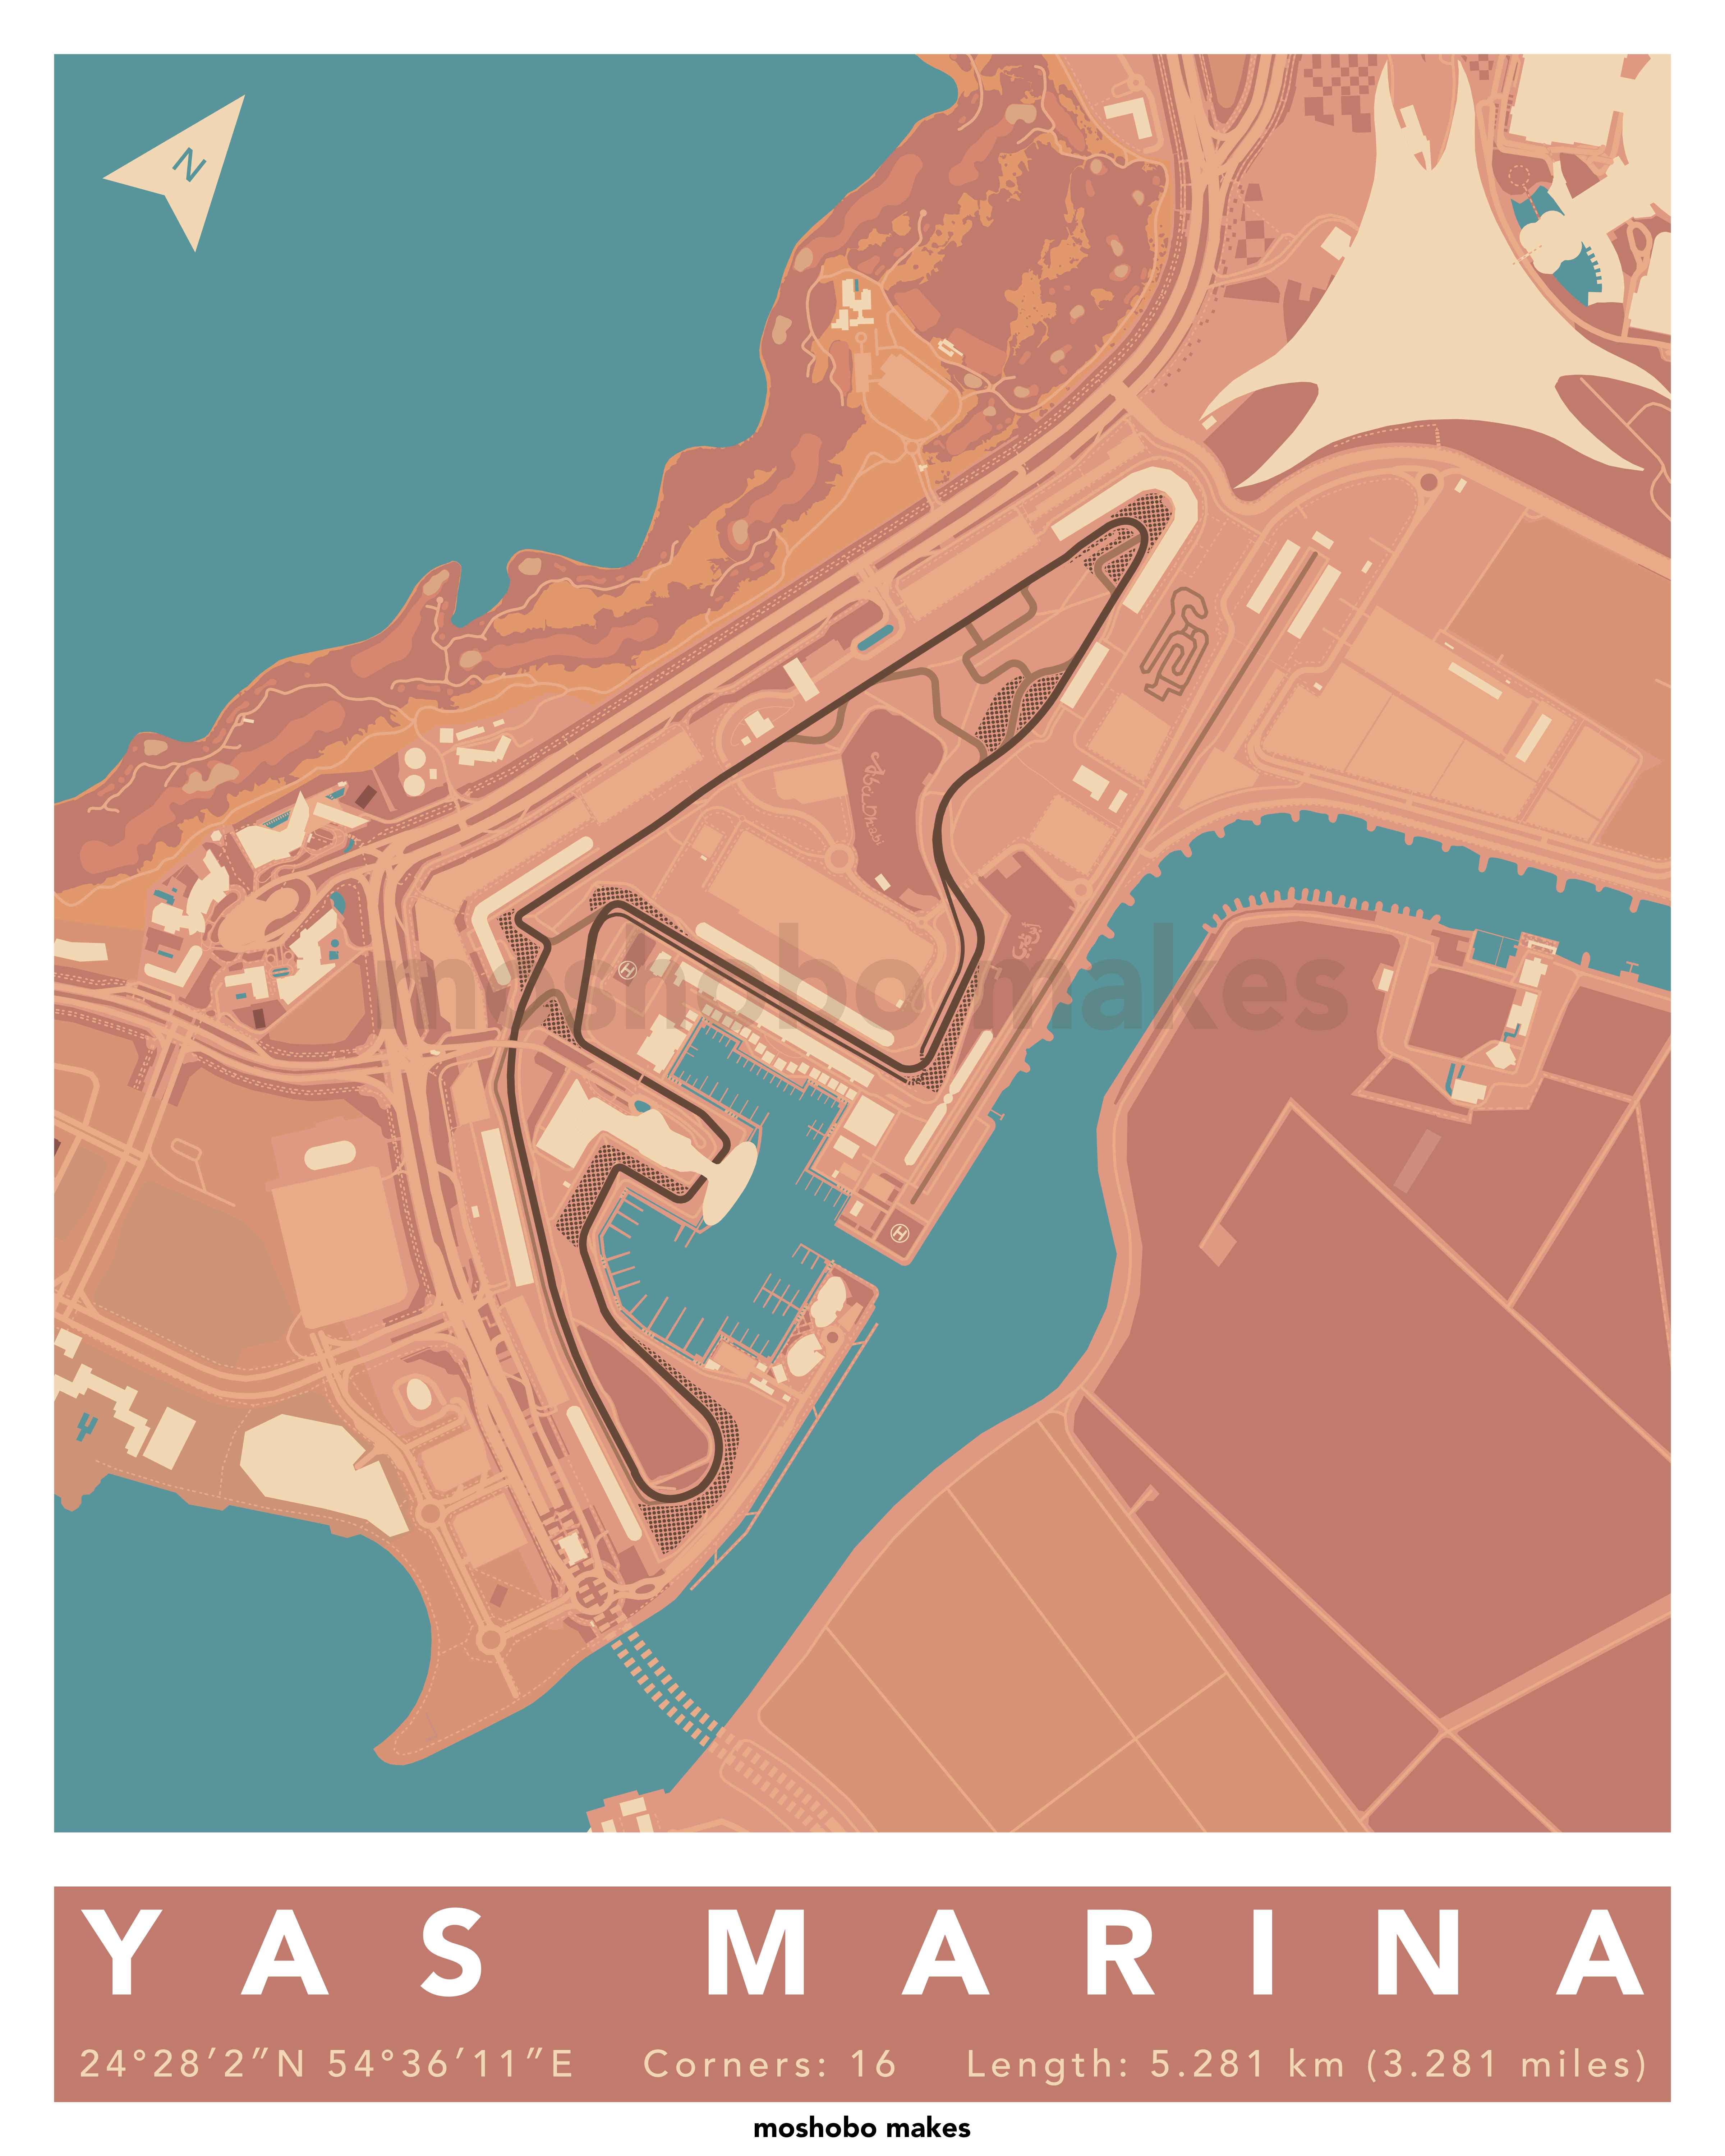 N
Abu Dhabi
H
moshobo makes
H
YAS MARINA
24°28′2″N 54°36′11″E Corners: 16 Length: 5.281 km (3.281 miles)
moshobo makes